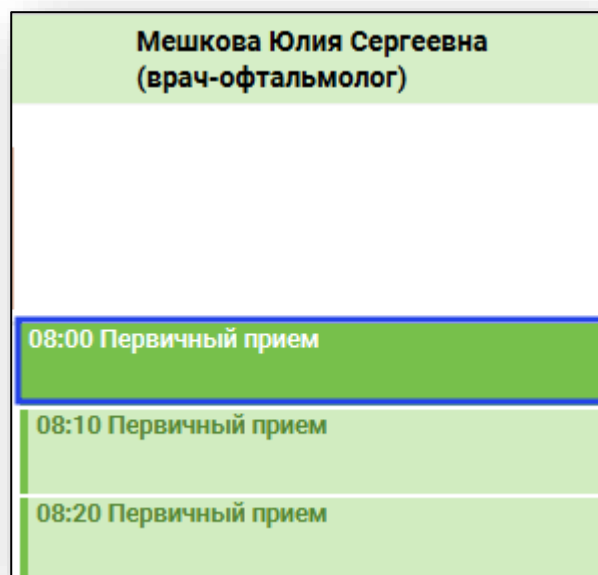 Мешкова Юлия Сергеевна
(врач-офтальмолог)
08:00 Первичный прием
08:10 Первичный прием
08:20 Первичный прием